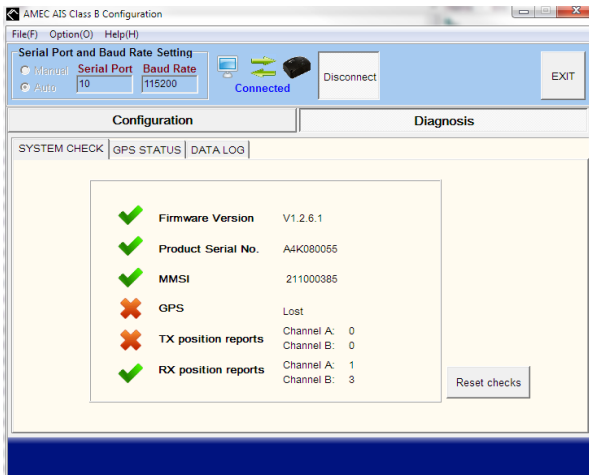 AMEC AIS Class B Configuration
File(F) Option(O) Help(H)
Serial Port and Baud Rate Setting
Manual Serial Port Baud Rate
Auto 10 115200
Connected
Disconnect
EXIT
Configuration Diagnosis
SYSTEM CHECK GPS STATUS DATA LOG
Firmware Version V1.2.6.1
Product Serial No. A4K080055
MMSI 211000385
GPS Lost
TX position reports Channel A: 0
Channel B: 0
RX position reports Channel A: 1
Channel B: 3
Reset checks